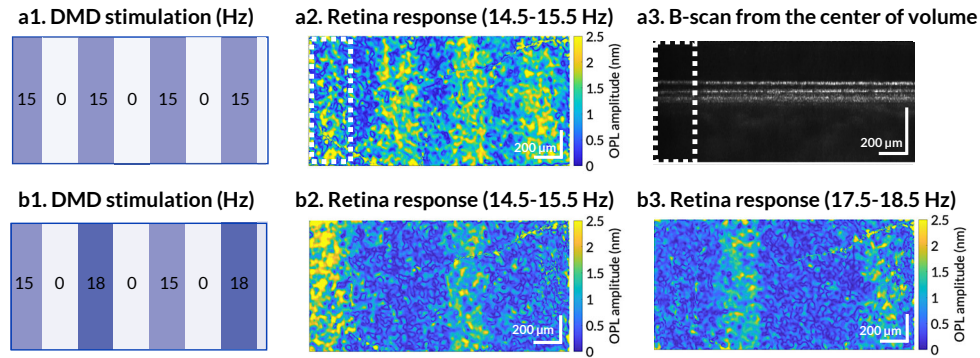 a1. DMD stimulation (Hz)
a2. Retina response (14.5-15.5 Hz)
a3. B-scan from the center of volume
15 0 15 0 15 0 15
2.5
2
1.5
1
0.5
0
OPL amplitude (nm)
200 µm
200 µm
b1. DMD stimulation (Hz)
b2. Retina response (14.5-15.5 Hz)
b3. Retina response (17.5-18.5 Hz)
15 0 18 0 15 0 18
2.5
2
1.5
1
0.5
0
OPL amplitude (nm)
200 µm
2.5
2
1.5
1
0.5
0
OPL amplitude (nm)
200 µm